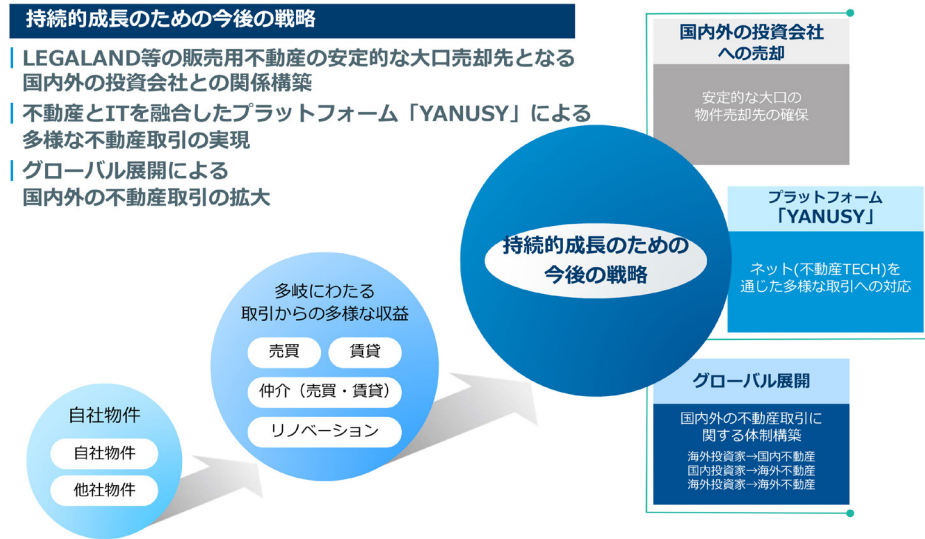 持続的成長のための今後の戦略
LEGALAND等の販売用不動産の安定的な大口売却先となる
国内外の投資会社との関係構築
不動産とITを融合したプラットフォーム「YANUSY」による
多様な不動産取引の実現
グローバル展開による
国内外の不動産取引の拡大
自社物件
自社物件
他社物件
多岐にわたる
取引からの多様な収益
売買
賃貸
仲介（売買・賃貸）
リノベーション
持続的成長のための
今後の戦略
国内外の投資会社
への売却
安定的な大口の
物件売却先の確保
プラットフォーム
「YANUSY」
ネット(不動産TECH)を
通じた多様な取引への対応
グローバル展開
国内外の不動産取引に
関する体制構築
海外投資家→国内不動産
国内投資家→海外不動産
海外投資家→海外不動産